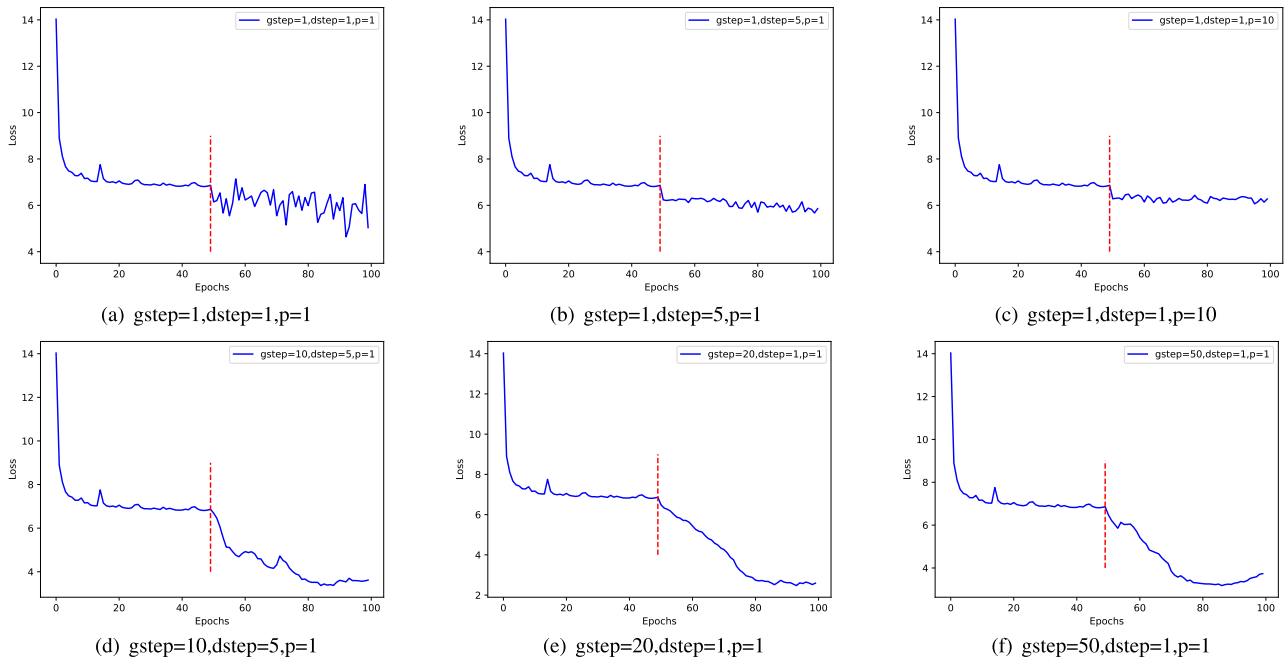 gstep=1,dstep=1,p=1
14
12
10
8
6
4
Loss
0 20 40 60 80 100
Epochs
(a) gstep=1,dstep=1,p=1
gstep=1,dstep=5,p=1
14
12
10
8
6
4
Loss
0 20 40 60 80 100
Epochs
(b) gstep=1,dstep=5,p=1
gstep=1,dstep=1,p=10
14
12
10
8
6
4
Loss
0 20 40 60 80 100
Epochs
(c) gstep=1,dstep=1,p=10
gstep=10,dstep=5,p=1
14
12
10
8
6
4
Loss
0 20 40 60 80 100
Epochs
(d) gstep=10,dstep=5,p=1
gstep=20,dstep=1,p=1
14
12
10
8
6
4
2
Loss
0 20 40 60 80 100
Epochs
(e) gstep=20,dstep=1,p=1
gstep=50,dstep=1,p=1
14
12
10
8
6
4
Loss
0 20 40 60 80 100
Epochs
(f) gstep=50,dstep=1,p=1